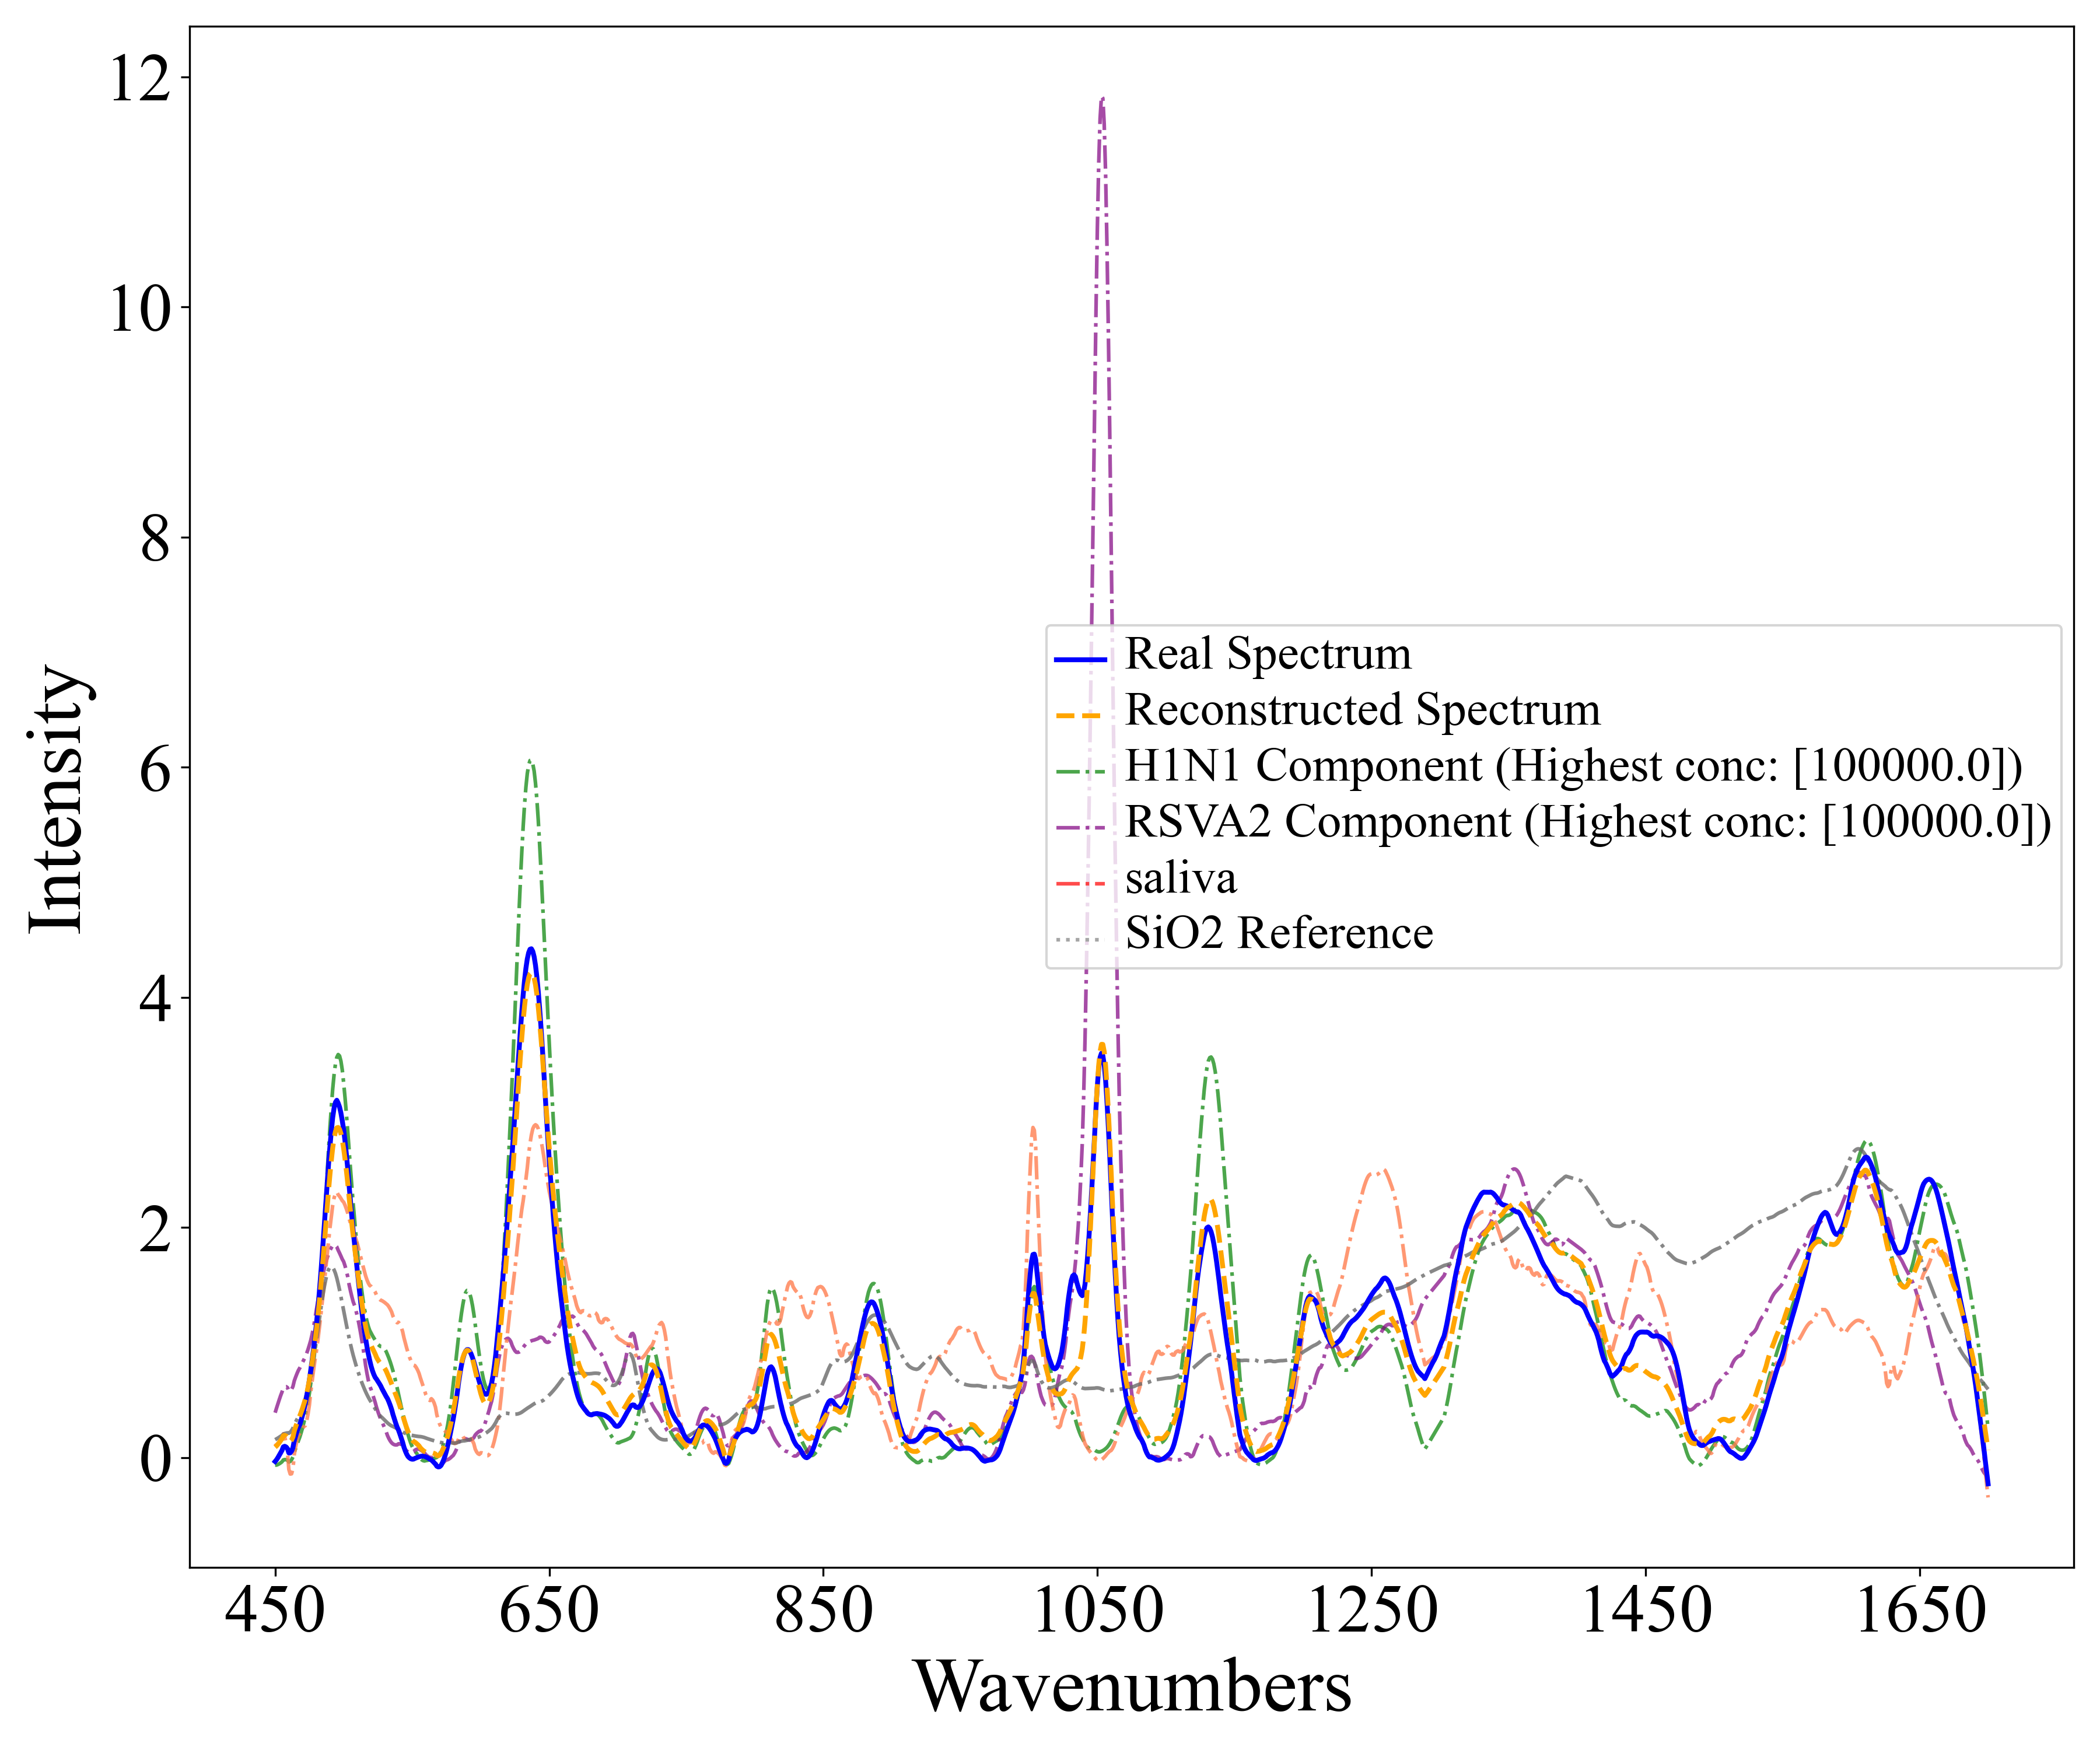 12
10
8
6
4
2
0
Intensity
Real Spectrum
Reconstructed Spectrum
H1N1 Component (Highest conc: [100000.0])
RSVA2 Component (Highest conc: [100000.0])
saliva
SiO2 Reference
450 650 850 1050 1250 1450 1650
Wavenumbers